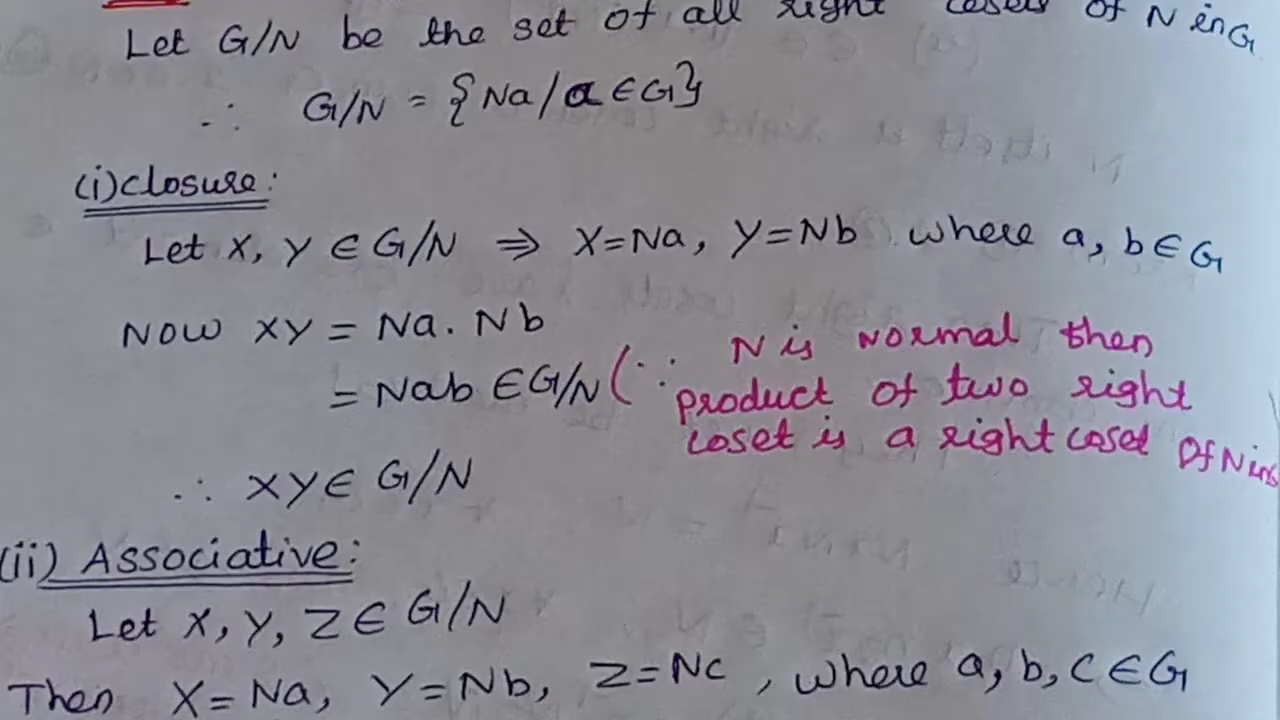 Let G/N be the set of all right cosets of N in G
∴ G/N = {Na/a∈G}
(i) closure:
Let X, Y ∈ G/N ⇒ X=Na, Y=Nb where a, b ∈ G
Now XY = Na. Nb
= Nab ∈ G/N (∵ N is normal then
product of two right
coset is a right coset of N in
∴ XY ∈ G/N
(ii) Associative:
Let X, Y, Z ∈ G/N
Then X=Na, Y=Nb, Z=Nc, where a, b, c ∈ G